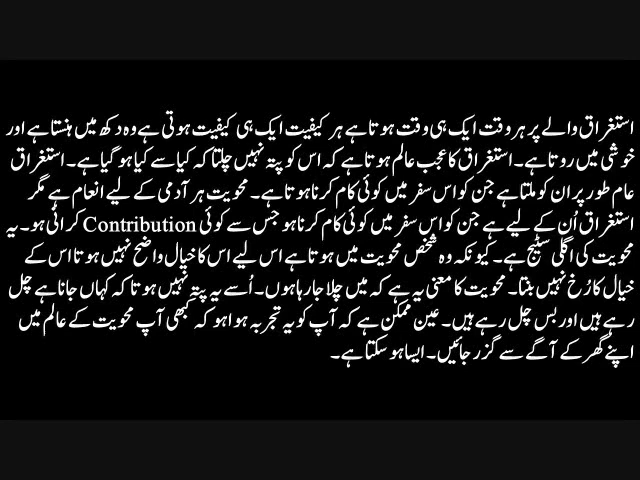 استغراق والے پر ہر وقت ایک ہی وقت ہوتا ہے ہر کیفیت ایک ہی کیفیت ہوتی ہے وہ دکھ میں ہنستا ہے اور
خوشی میں روتا ہے۔ استغراق کا عجب عالم ہوتا ہے کہ اس کو پتہ نہیں چلتا کہ کیا سے کیا ہو گیا ہے۔ استغراق
عام طور پر ان کو ملتا ہے جن کو اس سفر میں کوئی کام کرنا ہوتا ہے۔ محویت ہر آدمی کے لیے انعام ہے مگر
استغراق اُن کے لیے ہے جن کو اس سفر میں کوئی کام کرنا ہو جس سے کوئی Contribution کرانی ہو۔ یہ
محویت کی اگلی سٹیج ہے۔ کیونکہ وہ شخص محویت میں ہوتا ہے اس لیے اس کا خیال واضح نہیں ہوتا اس کے
خیال کا رُخ نہیں بنتا۔ محویت کا معنی یہ ہے کہ میں چلا جا رہا ہوں۔ اُسے یہ پتہ نہیں ہوتا کہ کہاں جانا ہے چل
رہے ہیں اور بس چل رہے ہیں۔ عین ممکن ہے کہ آپ کو یہ تجربہ ہوا ہو کہ کبھی آپ محویت کے عالم میں
اپنے گھر کے آگے سے گزر جائیں۔ ایسا ہو سکتا ہے۔